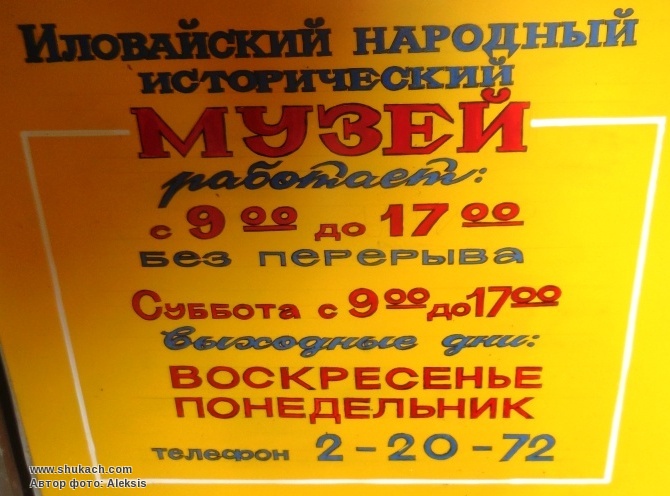 Иловайский народный
исторический
музей
работает:
с 9 00 до 17 00
без перерыва
Суббота с 9 00 до 17 00
выходные дни:
воскресенье
понедельник
телефон 2-20-72
www.shukach.com
Автор фото: Aleksis